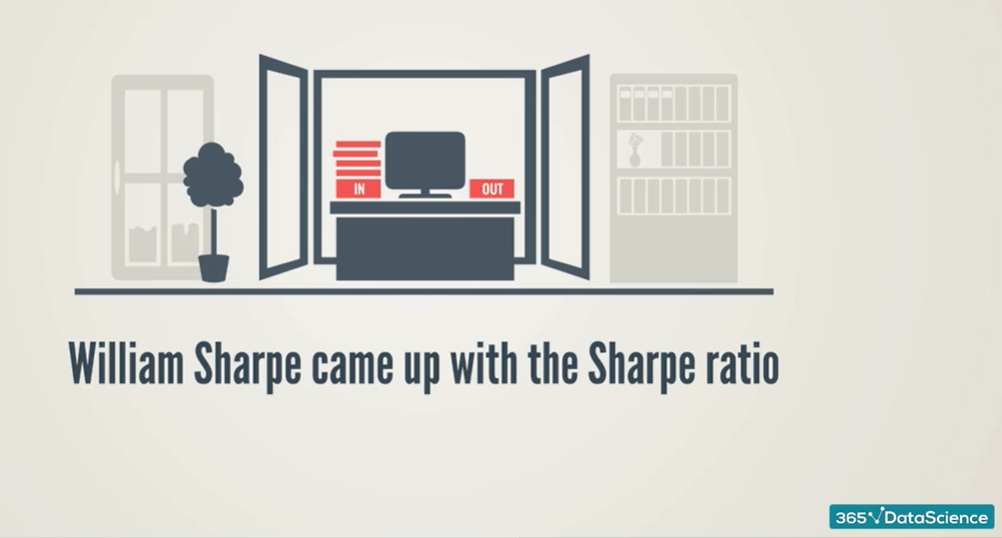 IN
OUT
William Sharpe came up with the Sharpe ratio
365 DataScience